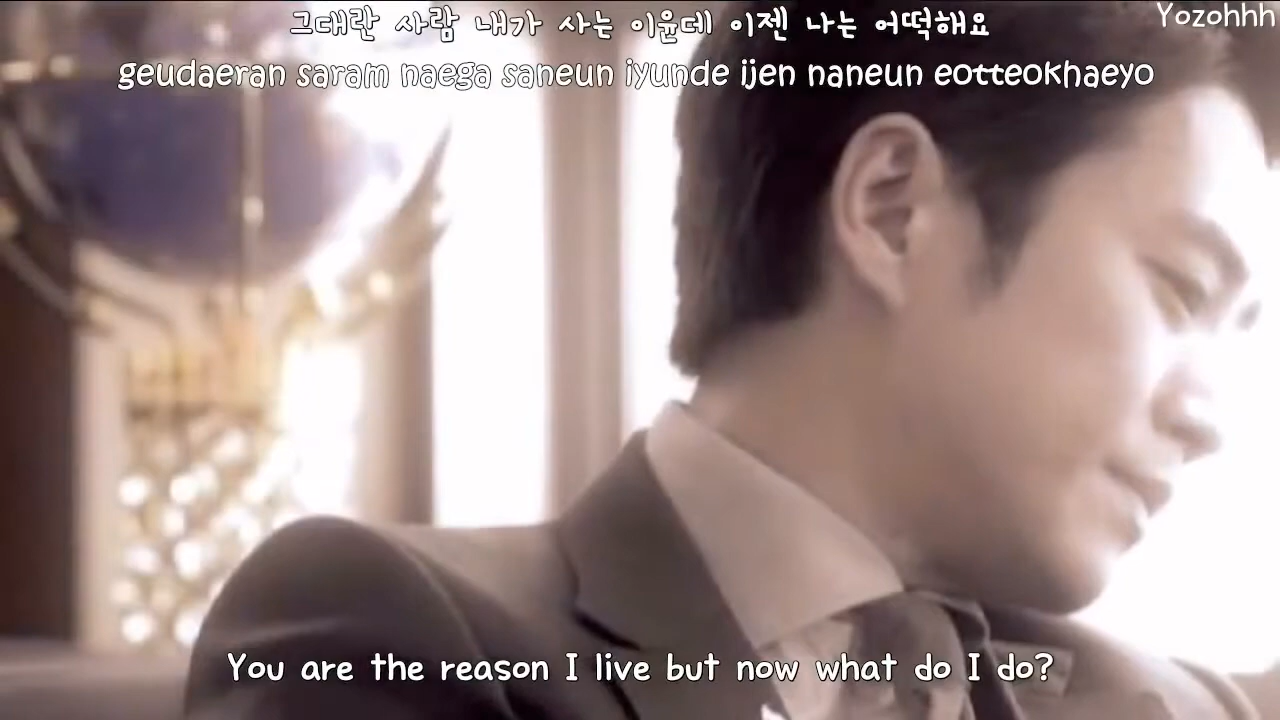 Yozohhh
그대란 사람 내가 사는 이윤데 이젠 나는 어떡해요
geudaeran saram naega saneun iyunde ijen naneun eotteokhaeyo
You are the reason I live but now what do I do?